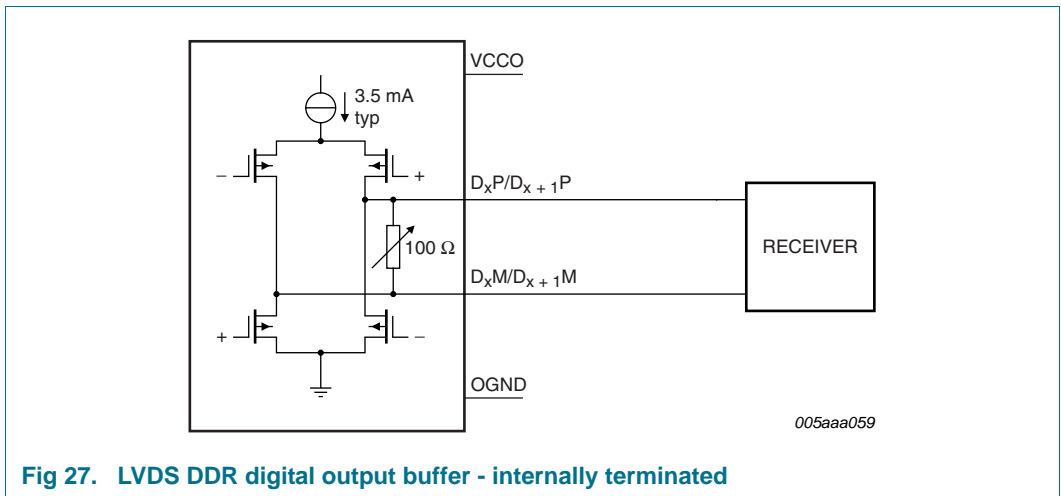 VCCO
3.5 mA
typ
− +
DxP/Dx + 1P
100 Ω
RECEIVER
DxM/Dx + 1M
+ −
OGND
005aaa059
Fig 27. LVDS DDR digital output buffer - internally terminated